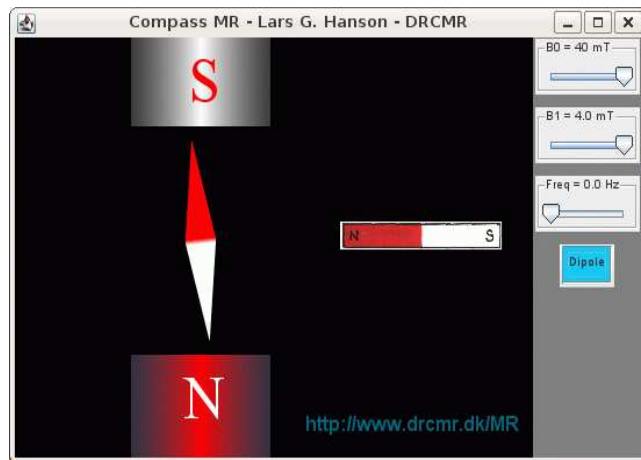 Compass MR - Lars G. Hanson - DRCMR
S
B0 = 40 mT
B1 = 4.0 mT
Freq = 0.0 Hz
N S
Dipole
N
http://www.drcmr.dk/MR